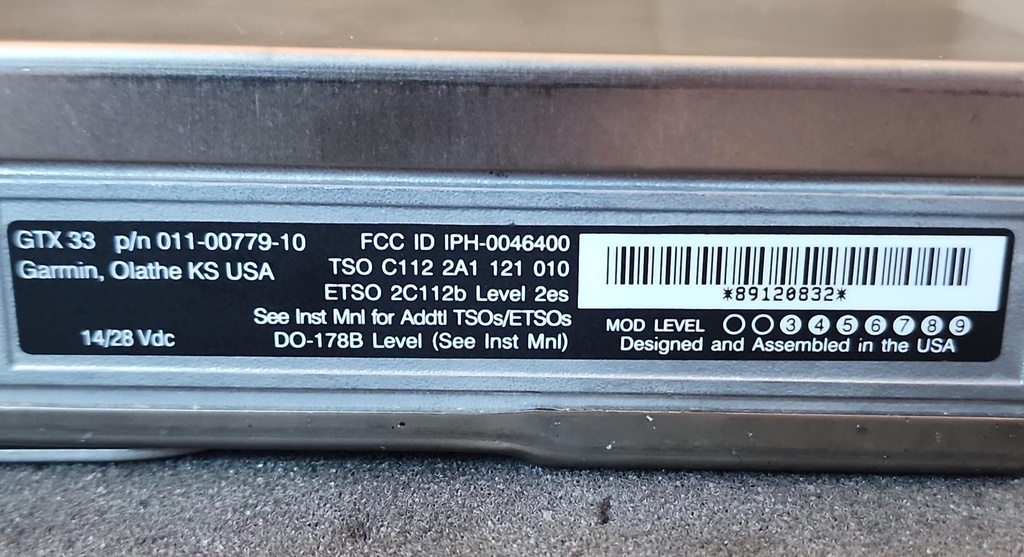 GTX 33 p/n 011-00779-10
Garmin, Olathe KS USA
14/28 Vdc
FCC ID IPH-0046400
TSO C112 2A1 121 010
ETSO 2C112b Level 2es
See Inst Mnl for Addtl TSOs/ETSOs
DO-178B Level (See Inst Mnl)
*89120832*
MOD LEVEL 3 4 5 6 7 8 9
Designed and Assembled in the USA